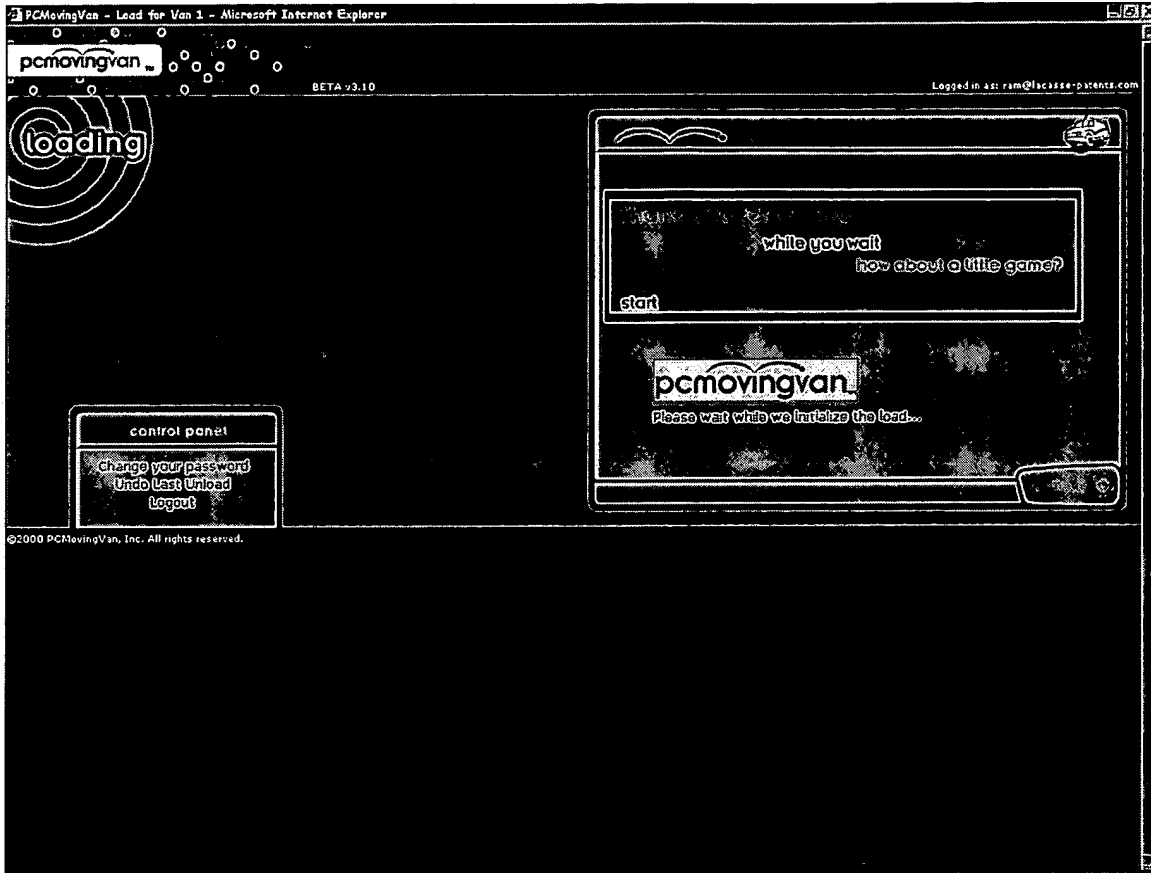 PCMovingVan - Load for Van 1 - Microsoft Internet Explorer
pcmovingvan
BETA v3.10
Logged in as: ram@lacasse-patents.com
loading
while you wait
how about a little game?
start
pcmovingvan
Please wait while we initialize the load...
control panel
Change your password
Undo Last Unload
Logout
©2000 PCMovingVan, Inc. All rights reserved.